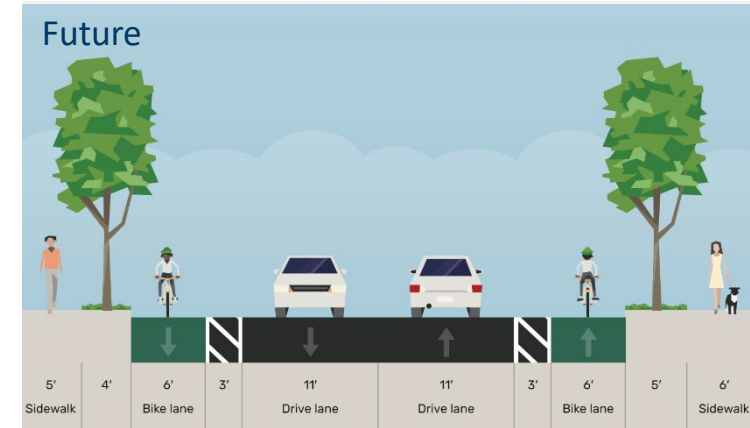 Future
5' 4' 6' 3' 11' 11' 3' 6' 5' 6'
Sidewalk Bike lane Drive lane Drive lane Bike lane Sidewalk